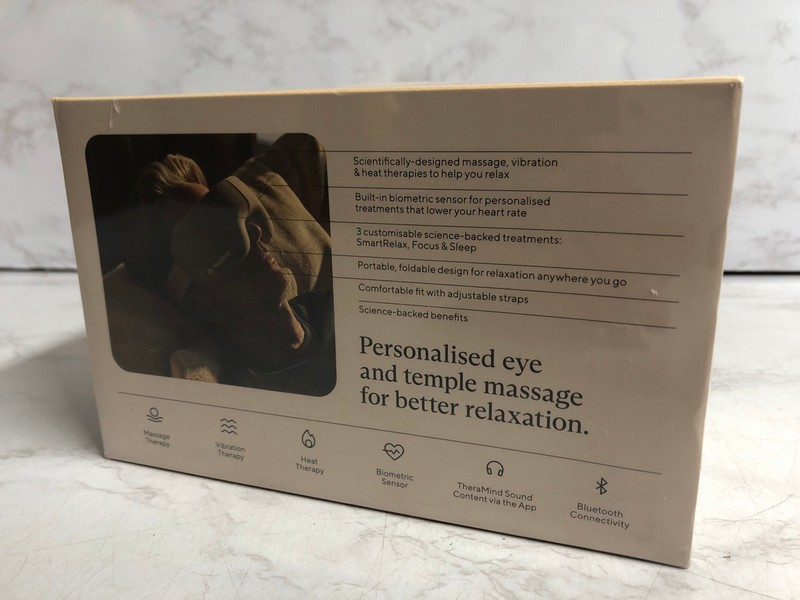 Scientifically-designed massage, vibration
& heat therapies to help you relax
Built-in biometric sensor for personalised
treatments that lower your heart rate
3 customisable science-backed treatments:
SmartRelax, Focus & Sleep
Portable, foldable design for relaxation anywhere you go
Comfortable fit with adjustable straps
Science-backed benefits
Personalised eye
and temple massage
for better relaxation.
Massage
Therapy
Vibration
Therapy
Heat
Therapy
Biometric
Sensor
TheraMind Sound
Content via the App
Bluetooth
Connectivity